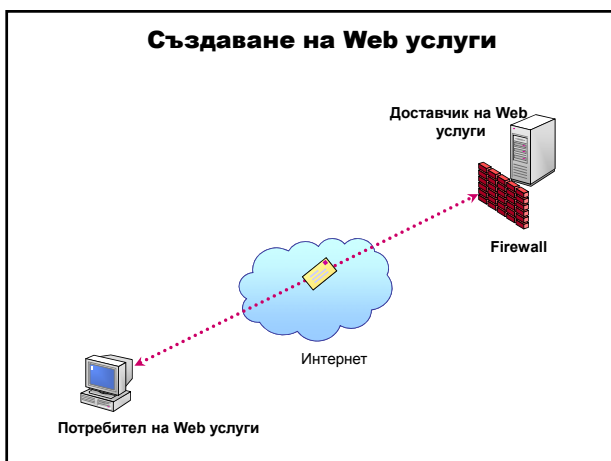 Създаване на Web услуги
Доставчик на Web
услуги
Firewall
Интернет
Потребител на Web услуги